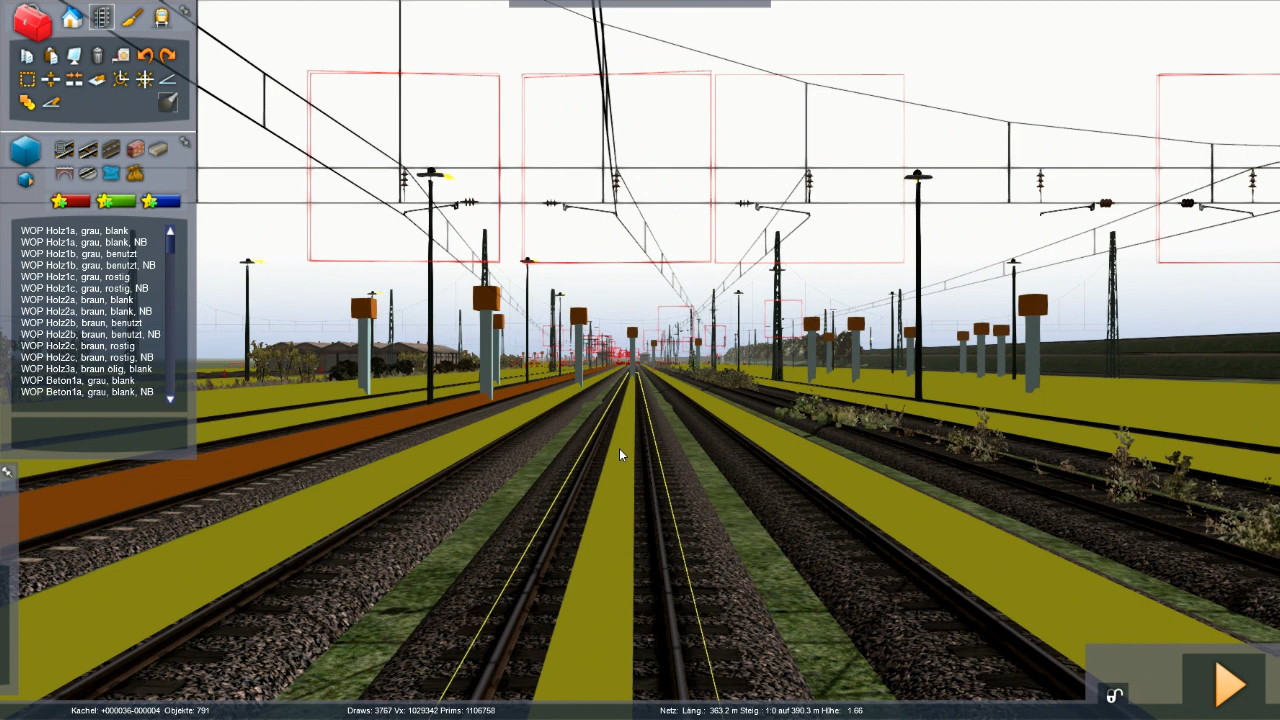 WOP Holz1a, grau, blank
WOP Holz1a, grau, blank, NB
WOP Holz1b, grau, benutzt
WOP Holz1b, grau, benutzt, NB
WOP Holz1c, grau, rostig
WOP Holz1c, grau, rostig, NB
WOP Holz2a, braun, blank
WOP Holz2a, braun, blank, NB
WOP Holz2b, braun, benutzt
WOP Holz2b, braun, benutzt, NB
WOP Holz2c, braun, rostig
WOP Holz2c, braun, rostig, NB
WOP Holz3a, braun olig, blank
WOP Beton1a, grau, blank
WOP Beton1a, grau, blank, NB
Kachel: +000036-000004 Objekte: 791
Draws: 3767 Vx: 1029342 Prims: 1106758
Netz: Läng.: 363.2 m Steig.: 1:0 auf 390.3 m Höhe: 1.66